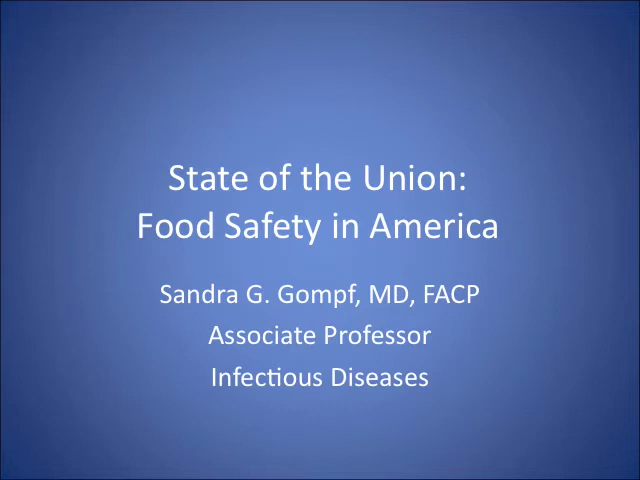 State of the Union:
Food Safety in America
Sandra G. Gompf, MD, FACP
Associate Professor
Infectious Diseases